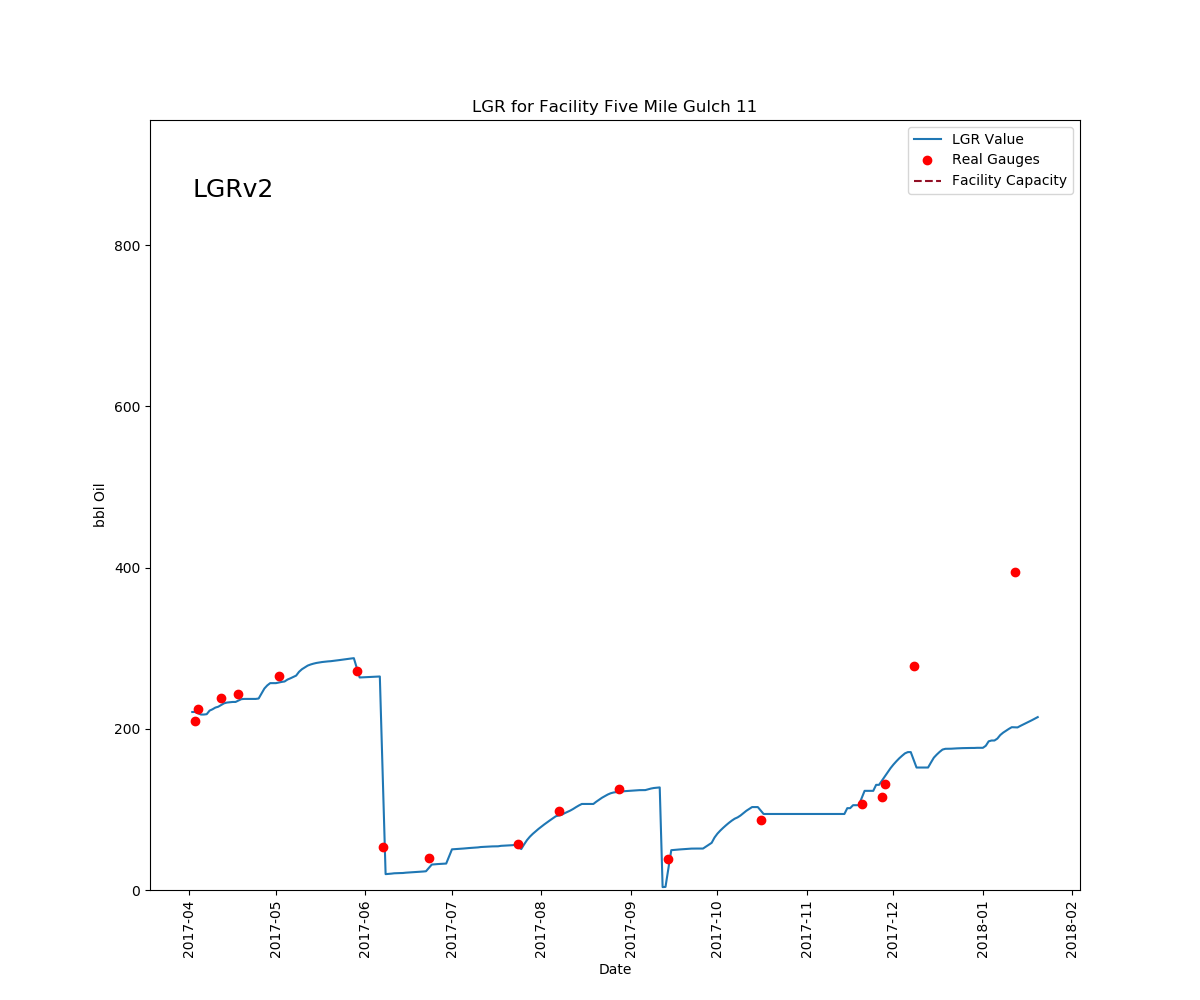 LGR for Facility Five Mile Gulch 11
LGRv2
LGR Value
Real Gauges
Facility Capacity
bbl Oil
800
600
400
200
0
2017-04
2017-05
2017-06
2017-07
2017-08
2017-09
2017-10
2017-11
2017-12
2018-01
2018-02
Date